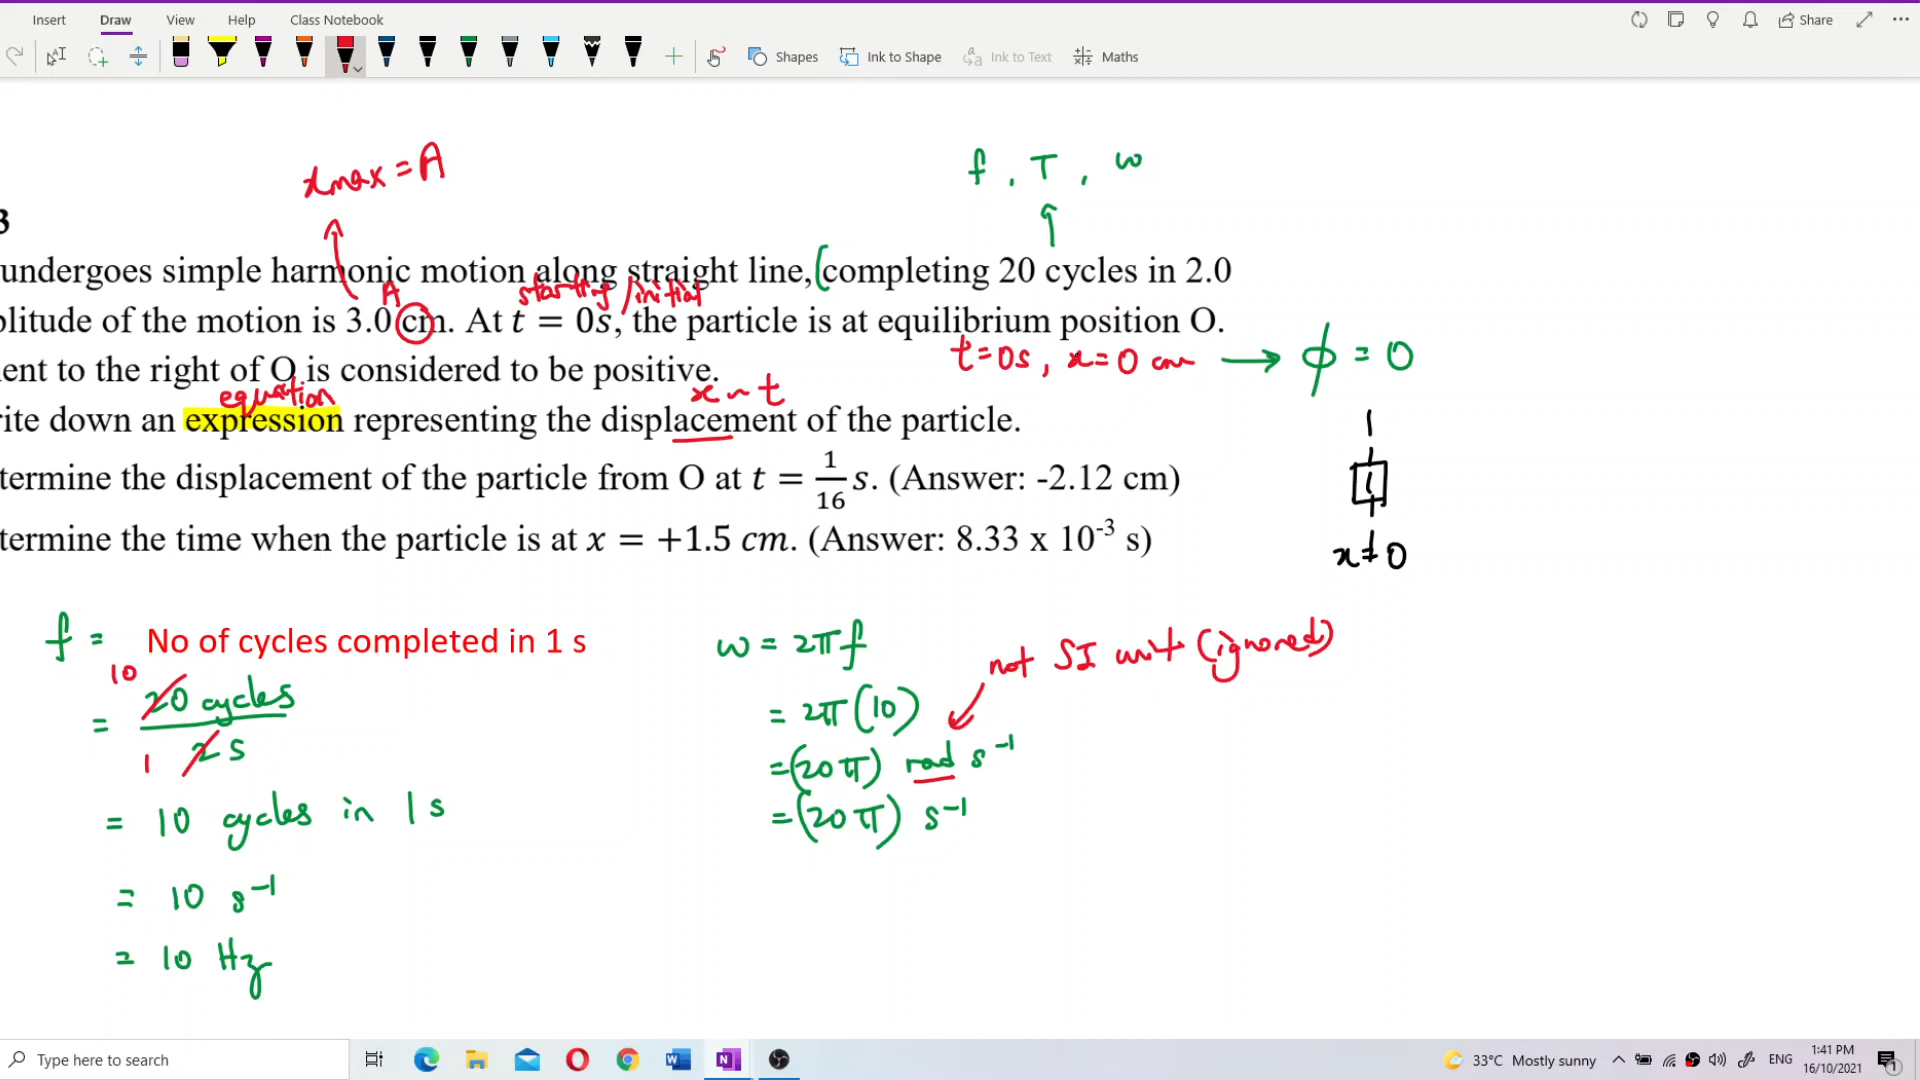 Insert Draw View Help Class Notebook Share
Shapes Ink to Shape Ink to Text Maths
xmax = A
f, T, ω
3
undergoes simple harmonic motion along straight line, (completing 20 cycles in 2.0
A starting / initial
plitude of the motion is 3.0 cm. At t = 0s, the particle is at equilibrium position O.
t = 0s, x = 0 cm → ϕ = 0
ent to the right of O is considered to be positive.
equation x ~ t
rite down an expression representing the displacement of the particle.
termine the displacement of the particle from O at t = 1/16 s. (Answer: -2.12 cm)
termine the time when the particle is at x = +1.5 cm. (Answer: 8.33 x 10⁻³ s)
x = 0
f = No of cycles completed in 1 s
10
= 20 cycles
1 2 s
= 10 cycles in 1 s
= 10 s⁻¹
= 10 Hz
ω = 2πf
not SI unit (ignored)
= 2π(10)
= (20π) rad s⁻¹
= (20π) s⁻¹
Type here to search
33°C Mostly sunny
ENG
1:41 PM
16/10/2021
1